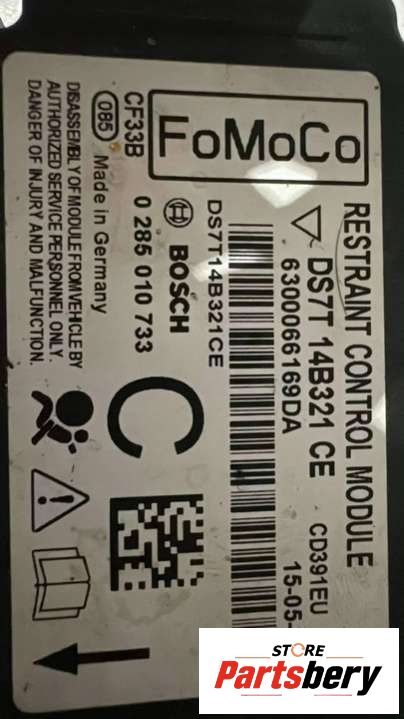 RESTRAINT CONTROL MODULE
FoMoCo
DS7T 14B321 CE CD391EU
6300066169DA 15-05-
DS7T14B321CE
BOSCH
CF33B 0 285 010 733
C
085 Made in Germany
DISASSEMBLY OF MODULE FROM VEHICLE BY
AUTHORIZED SERVICE PERSONNEL ONLY.
DANGER OF INJURY AND MALFUNCTION.
STORE
Partsbery